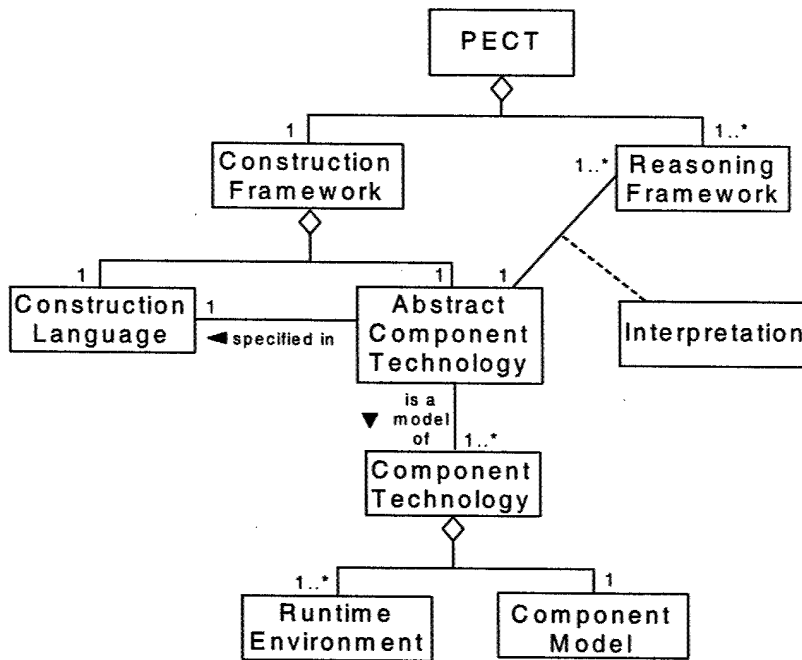 PECT
1
1..*
Construction
Framework
1..*
Reasoning
Framework
1
1
1
Construction
Language
1
specified in
Abstract
Component
Technology
Interpretation
is a
model
of
1..*
Component
Technology
1..*
1
Runtime
Environment
Component
Model